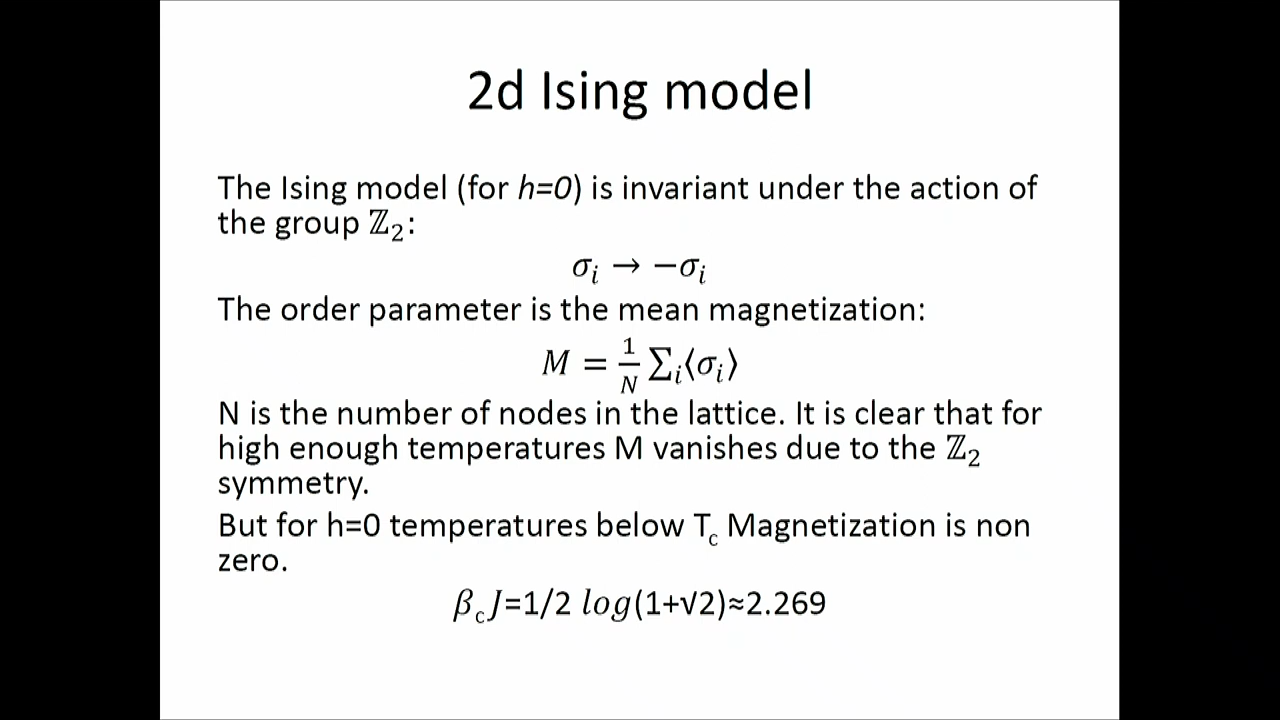 2d Ising model
The Ising model (for h=0) is invariant under the action of
the group ℤ₂:
σᵢ → −σᵢ
The order parameter is the mean magnetization:
M = 1/N ∑ᵢ⟨σᵢ⟩
N is the number of nodes in the lattice. It is clear that for
high enough temperatures M vanishes due to the ℤ₂
symmetry.
But for h=0 temperatures below T_c Magnetization is non
zero.
β_cJ=1/2 log(1+√2)≈2.269